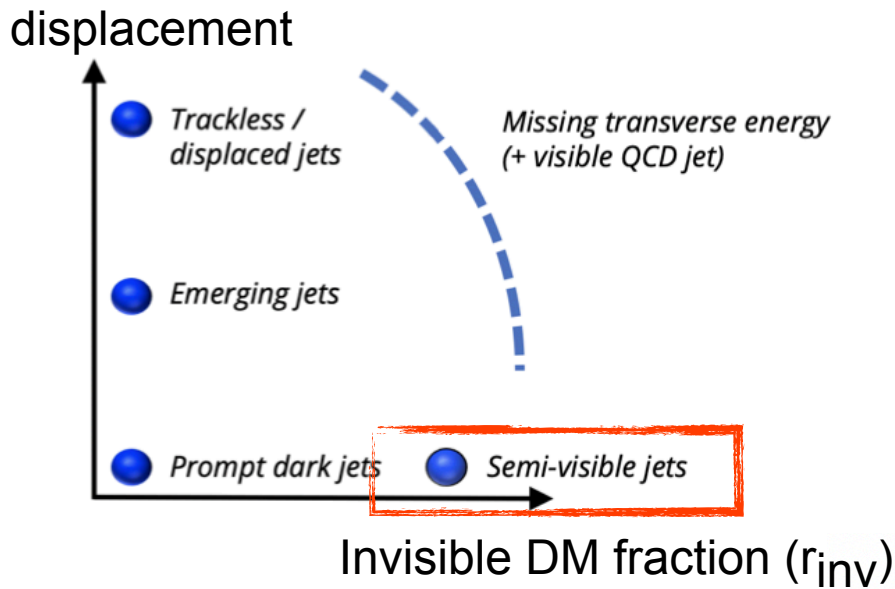 displacement
Trackless /
displaced jets
Missing transverse energy
(+ visible QCD jet)
Emerging jets
Prompt dark jets
Semi-visible jets
Invisible DM fraction (rinv)